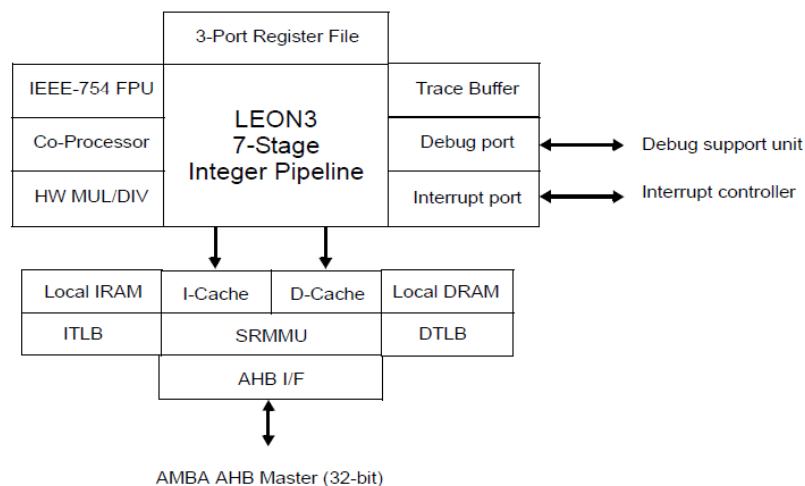 3-Port Register File
IEEE-754 FPU
Trace Buffer
LEON3
7-Stage
Integer Pipeline
Co-Processor
Debug port
Debug support unit
HW MUL/DIV
Interrupt port
Interrupt controller
Local IRAM
I-Cache
D-Cache
Local DRAM
ITLB
SRMMU
DTLB
AHB I/F
AMBA AHB Master (32-bit)